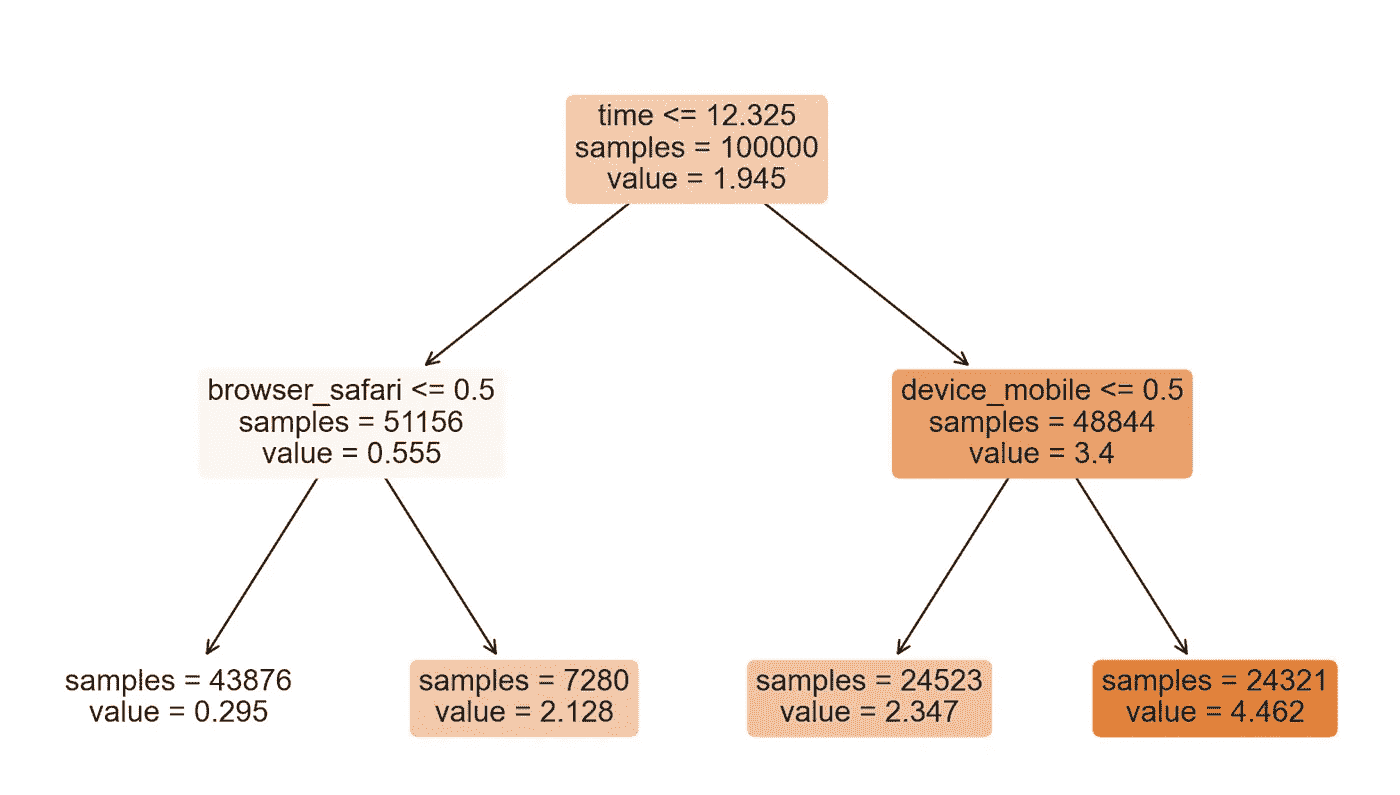 time <= 12.325
samples = 100000
value = 1.945
browser_safari <= 0.5
samples = 51156
value = 0.555
device_mobile <= 0.5
samples = 48844
value = 3.4
samples = 43876
value = 0.295
samples = 7280
value = 2.128
samples = 24523
value = 2.347
samples = 24321
value = 4.462